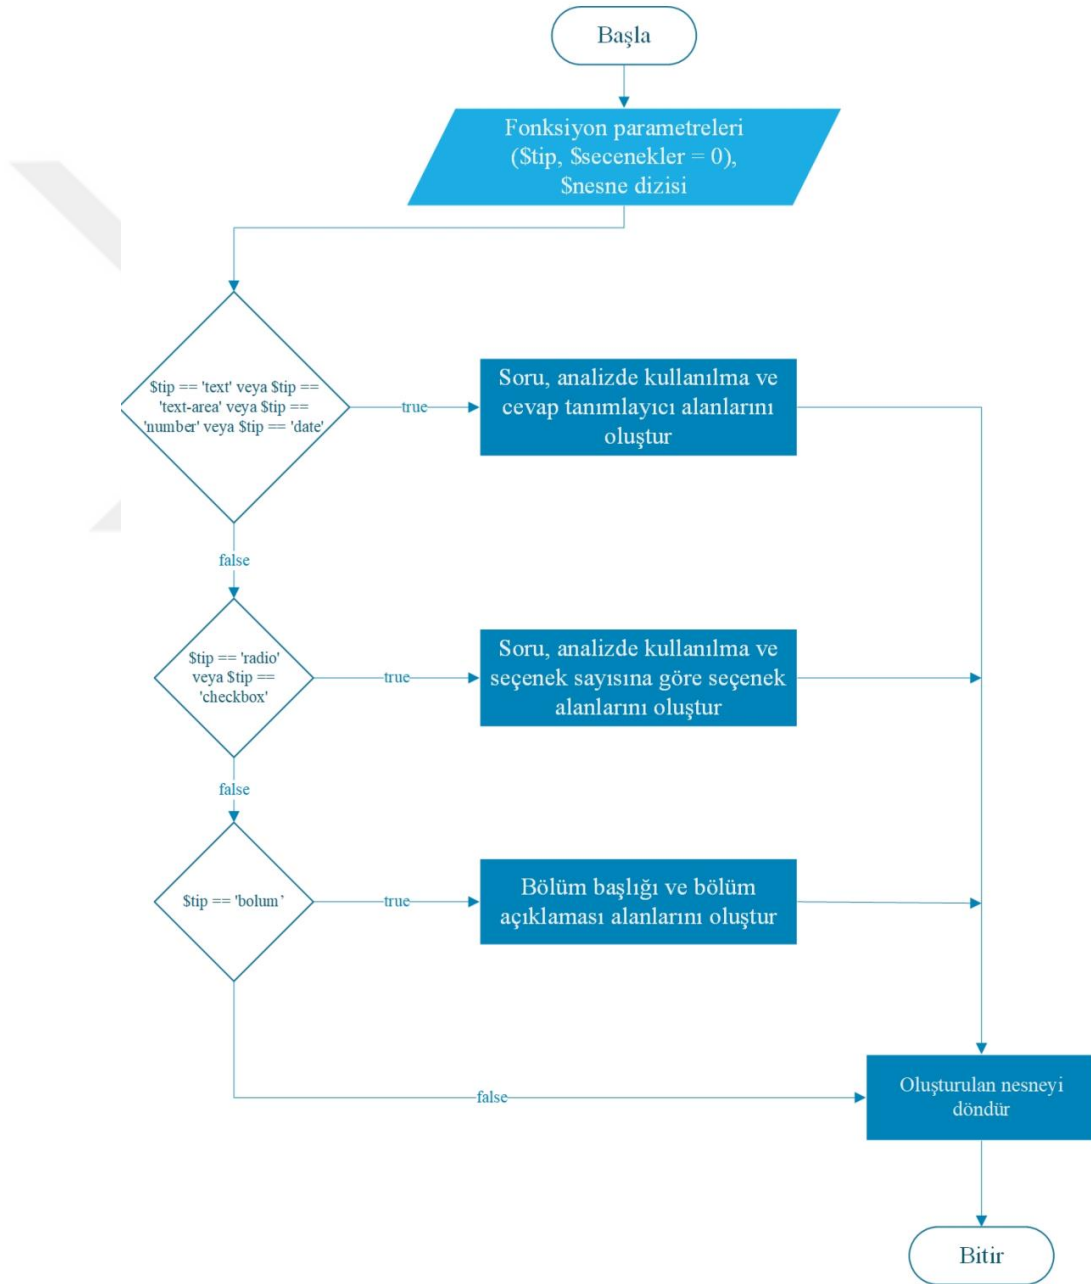 Başla
Fonksiyon parametreleri
($tip, $secenekler = 0),
$nesne dizisi
$tip == 'text' veya $tip ==
'text-area' veya $tip ==
'number' veya $tip == 'date'
true
Soru, analizde kullanılma ve
cevap tanımlayıcı alanlarını
oluştur
false
$tip == 'radio'
veya $tip ==
'checkbox'
true
Soru, analizde kullanılma ve
seçenek sayısına göre seçenek
alanlarını oluştur
false
$tip == 'bolum’
true
Bölüm başlığı ve bölüm
açıklaması alanlarını oluştur
false
Oluşturulan nesneyi
döndür
Bitir